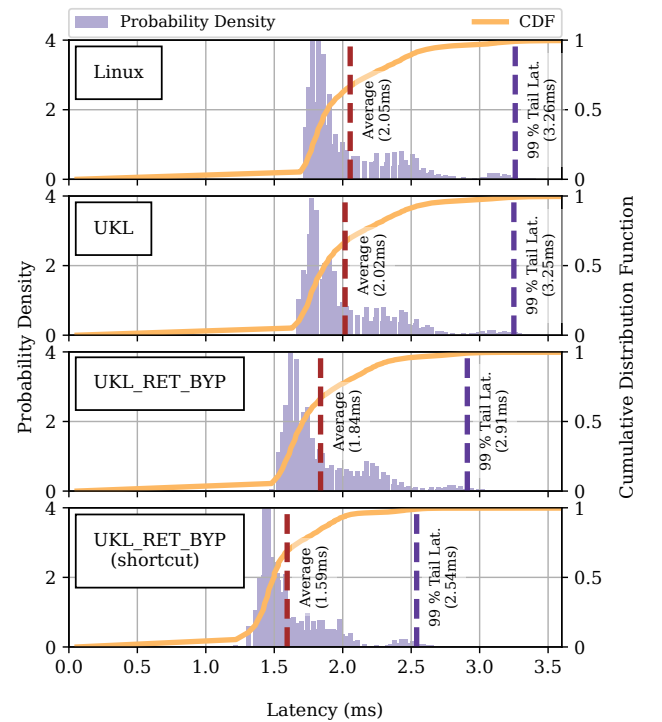 Probability Density CDF
4
2
0
1
0.5
0
Linux
Average
(2.05ms)
99 % Tail Lat.
(3.26ms)
4
2
0
1
0.5
0
UKL
Average
(2.02ms)
99 % Tail Lat.
(3.25ms)
4
2
0
1
0.5
0
UKL_RET_BYP
Average
(1.84ms)
99 % Tail Lat.
(2.91ms)
4
2
0
1
0.5
0
UKL_RET_BYP
(shortcut)
Average
(1.59ms)
99 % Tail Lat.
(2.54ms)
0.0 0.5 1.0 1.5 2.0 2.5 3.0 3.5
Latency (ms)
Probability Density
Cumulative Distribution Function